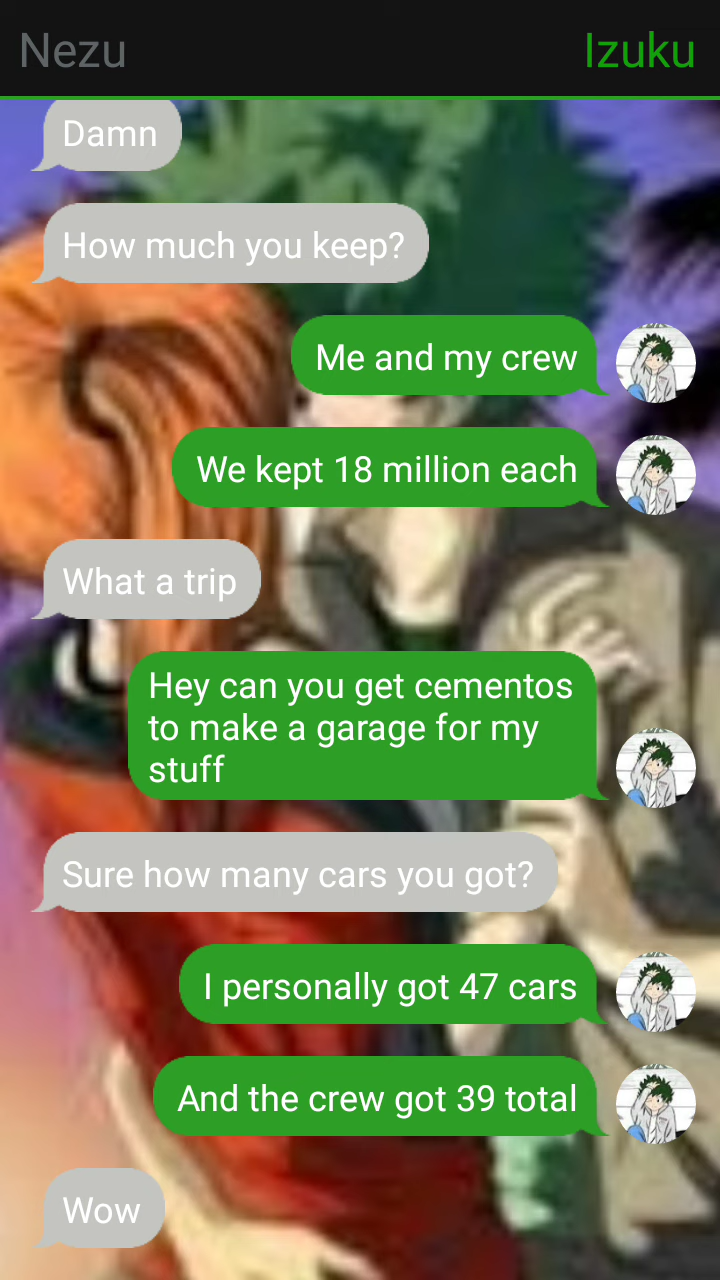 Nezu
Izuku
Damn
How much you keep?
Me and my crew
We kept 18 million each
What a trip
Hey can you get cementos
to make a garage for my
stuff
Sure how many cars you got?
I personally got 47 cars
And the crew got 39 total
Wow